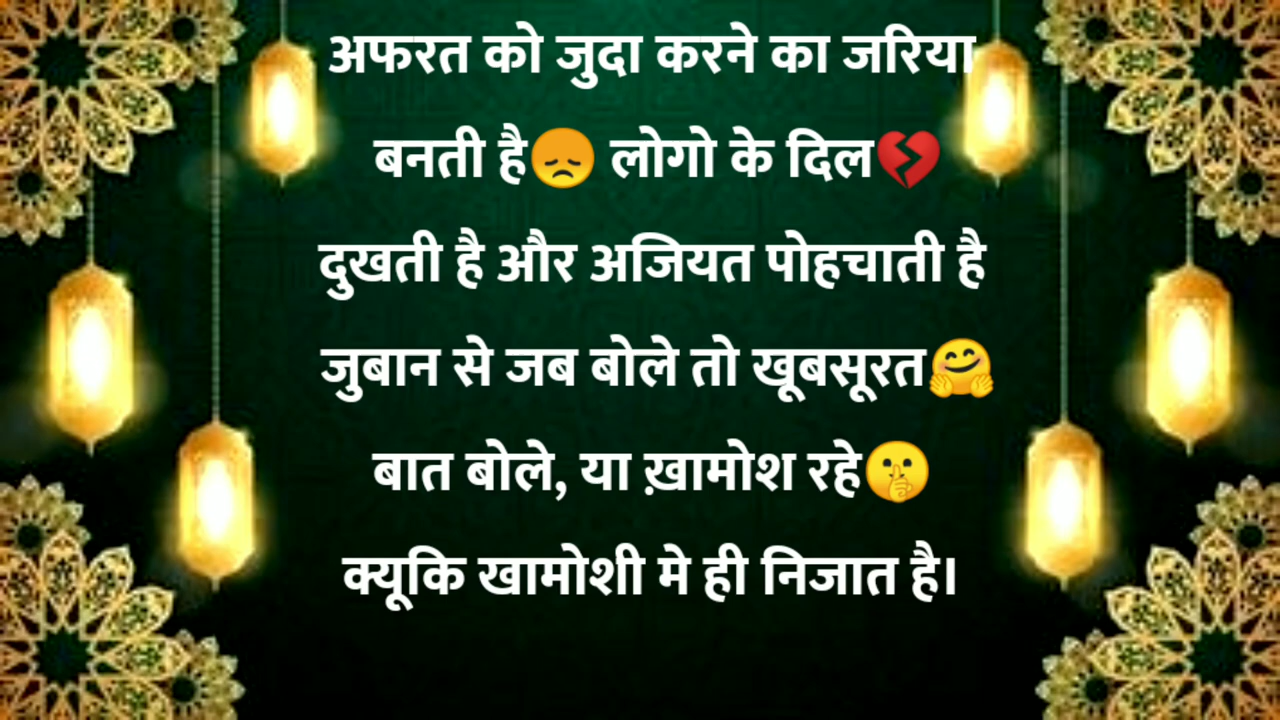 अफरत को जुदा करने का जरिया
बनती है😞 लोगो के दिल💔
दुखती है और अजियत पोहचाती है
जुबान से जब बोले तो खूबसूरत🤗
बात बोले, या ख़ामोश रहे🤫
क्यूकि खामोशी मे ही निजात है।